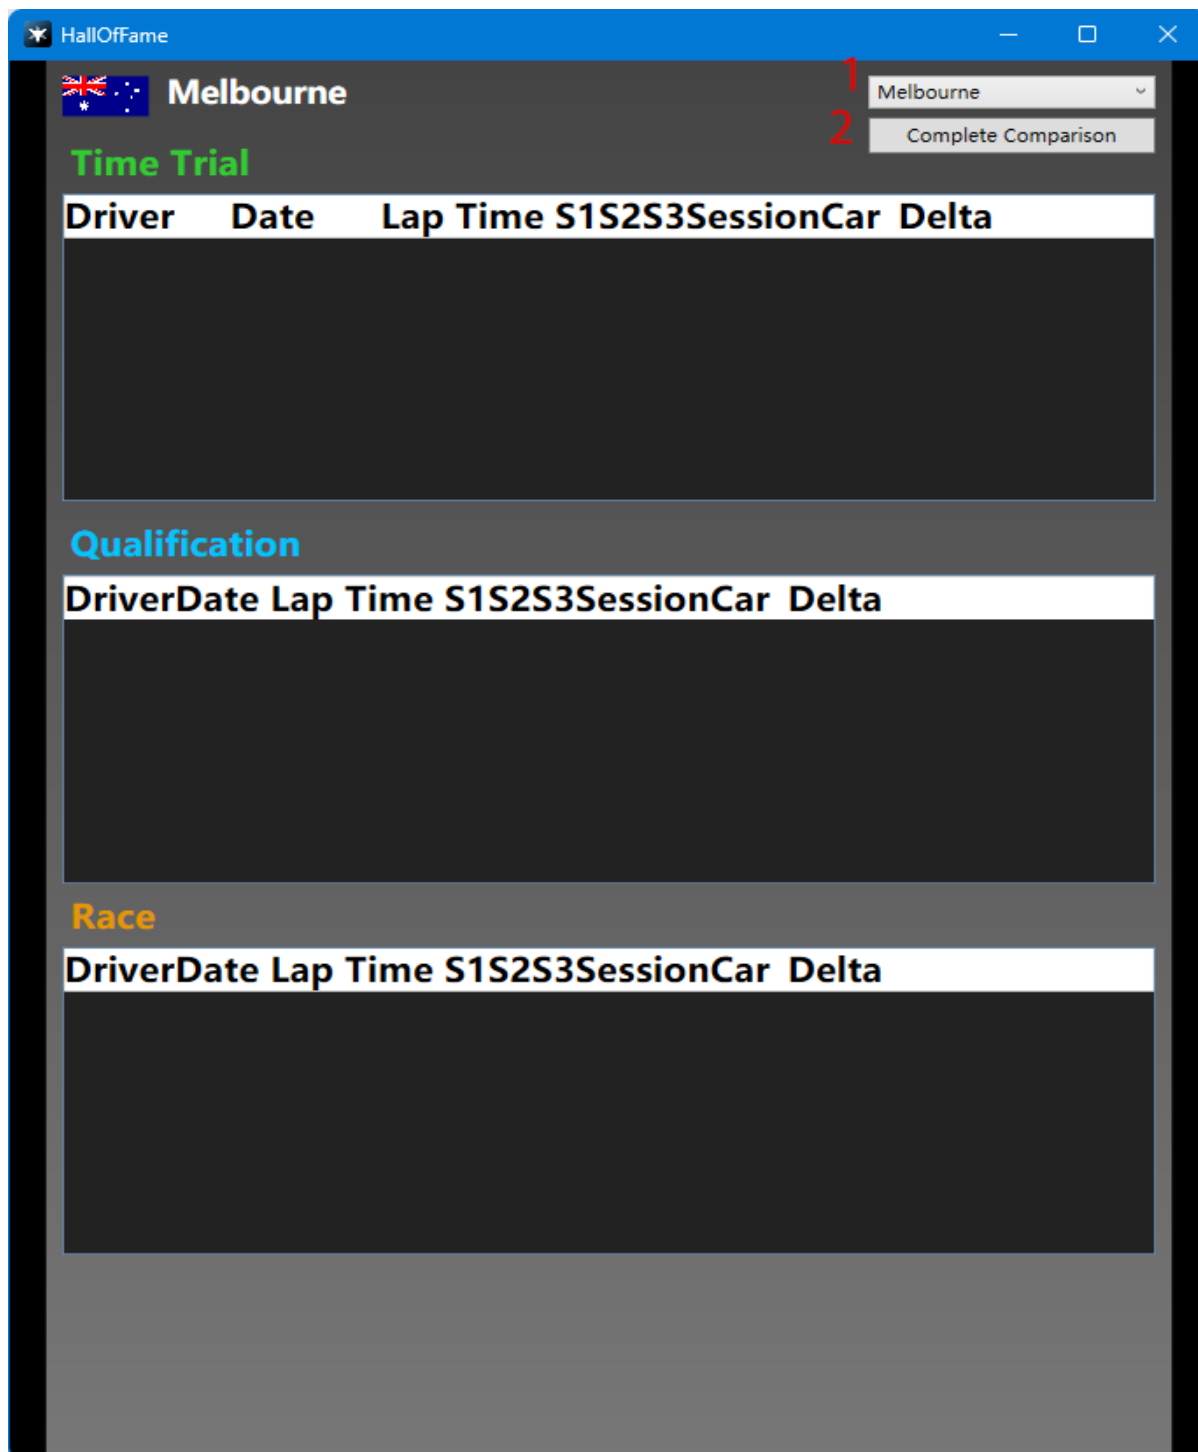 HallOfFame
Melbourne
1
Melbourne
2
Complete Comparison
Time Trial
Driver Date Lap Time S1S2S3SessionCar Delta
Qualification
DriverDate Lap Time S1S2S3SessionCar Delta
Race
DriverDate Lap Time S1S2S3SessionCar Delta